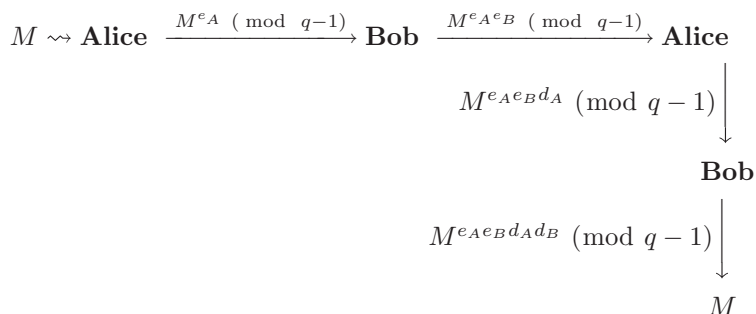 M ⇝ Alice M^{e_A} ( mod q−1) Bob M^{e_A e_B} ( mod q−1) Alice
M^{e_A e_B d_A} (mod q − 1)
Bob
M^{e_A e_B d_A d_B} (mod q − 1)
M